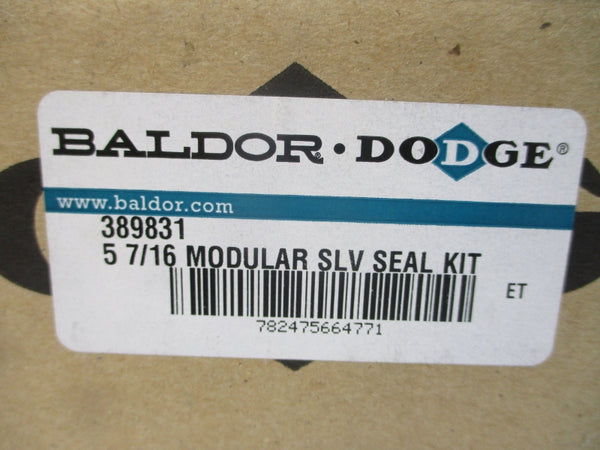 BALDOR · DODGE®
www.baldor.com
389831
5 7/16 MODULAR SLV SEAL KIT
ET
782475664771